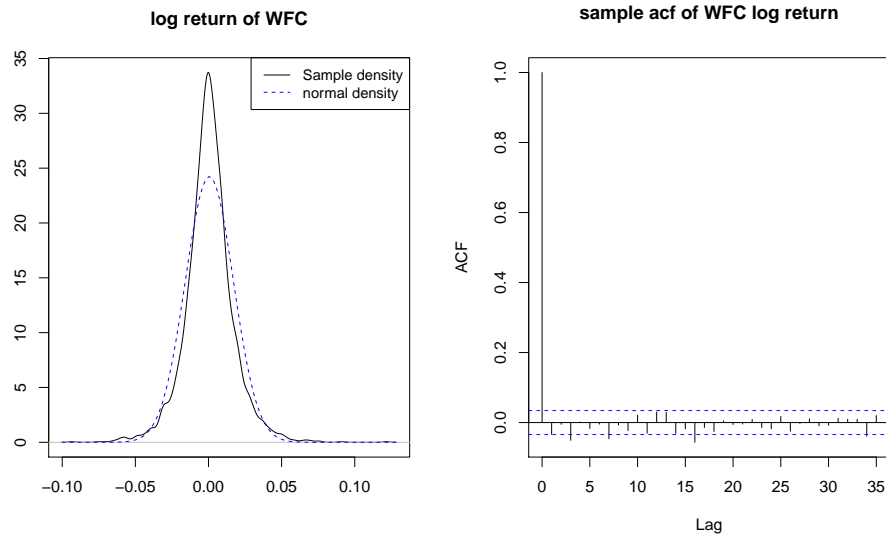 log return of WFC
Sample density
normal density
35
30
25
20
15
10
5
0
−0.10 −0.05 0.00 0.05 0.10
sample acf of WFC log return
ACF
1.0
0.8
0.6
0.4
0.2
0.0
0 5 10 15 20 25 30 35
Lag